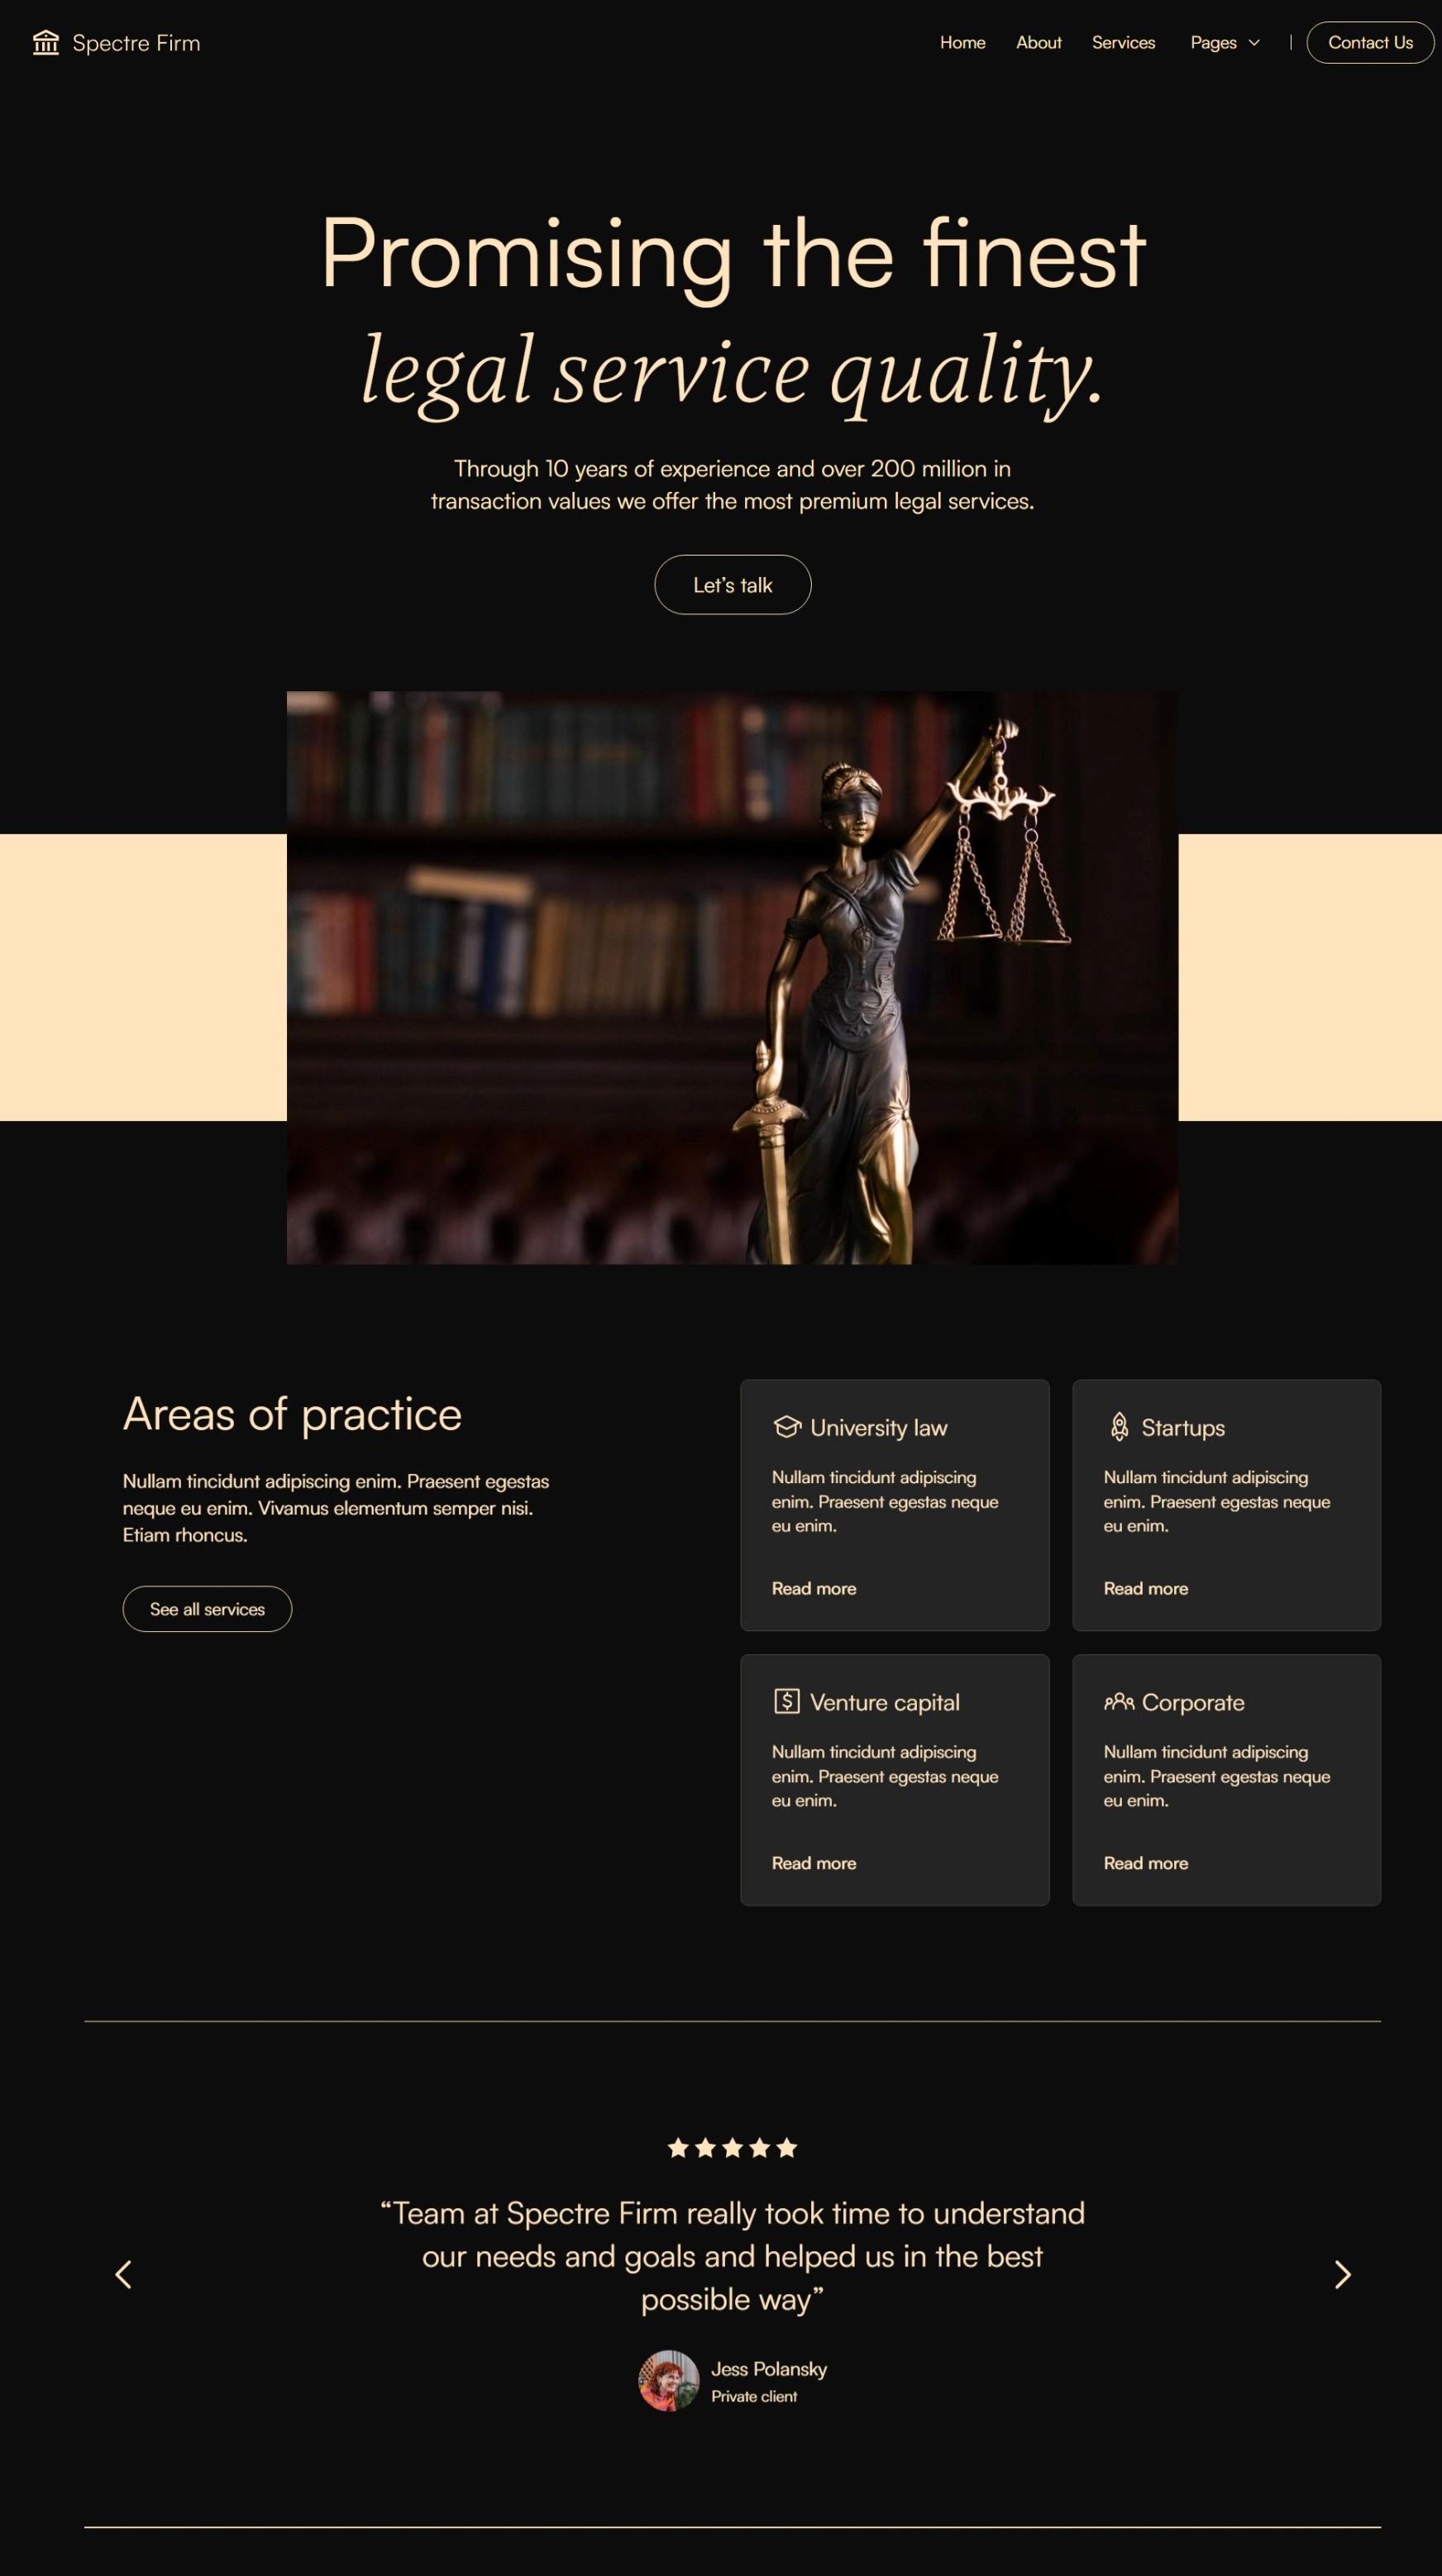 Spectre Firm
Home About Services Pages Contact Us
Promising the finest
legal service quality.
Through 10 years of experience and over 200 million in
transaction values we offer the most premium legal services.
Let’s talk
Areas of practice
Nullam tincidunt adipiscing enim. Praesent egestas
neque eu enim. Vivamus elementum semper nisi.
Etiam rhoncus.
See all services
University law
Nullam tincidunt adipiscing
enim. Praesent egestas neque
eu enim.
Read more
Startups
Nullam tincidunt adipiscing
enim. Praesent egestas neque
eu enim.
Read more
Venture capital
Nullam tincidunt adipiscing
enim. Praesent egestas neque
eu enim.
Read more
Corporate
Nullam tincidunt adipiscing
enim. Praesent egestas neque
eu enim.
Read more
“Team at Spectre Firm really took time to understand
our needs and goals and helped us in the best
possible way”
Jess Polansky
Private client